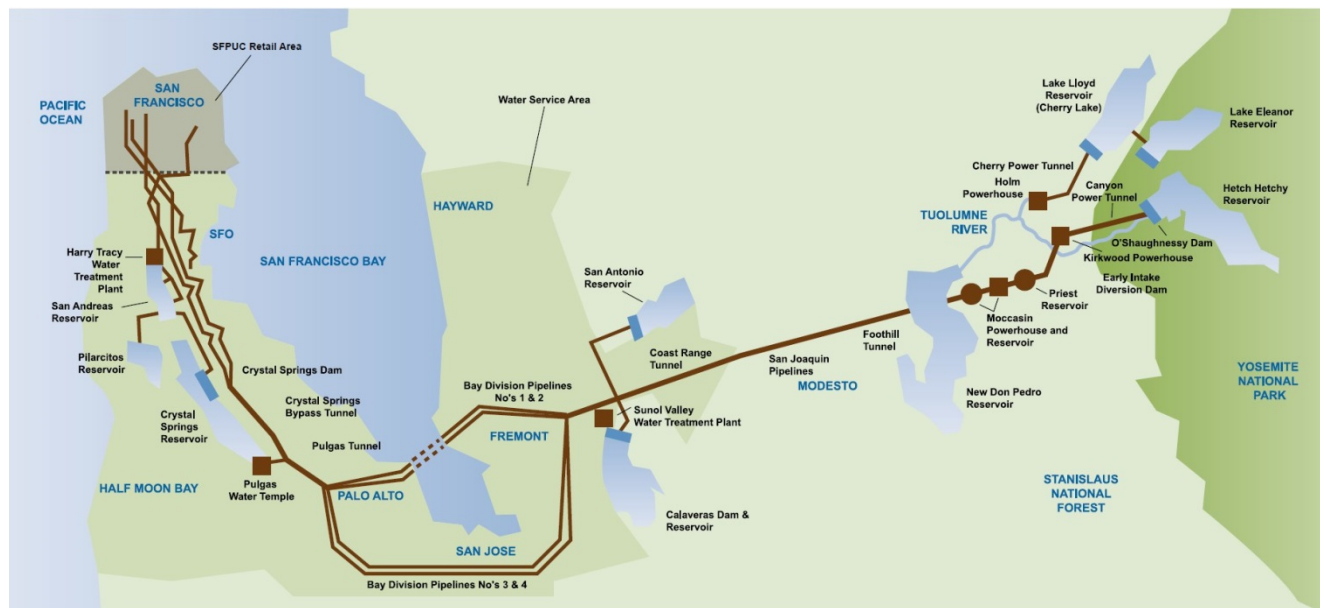 SFPUC Retail Area
SAN
FRANCISCO
PACIFIC
OCEAN
Water Service Area
Lake Lloyd
Reservoir
(Cherry Lake)
Lake Eleanor
Reservoir
Cherry Power Tunnel
Holm
Powerhouse
Canyon
Power Tunnel
Hetch Hetchy
Reservoir
HAYWARD
TUOLUMNE
RIVER
SFO
O'Shaughnessy Dam
Kirkwood Powerhouse
Harry Tracy
Water
Treatment
Plant
SAN FRANCISCO BAY
San Antonio
Reservoir
Early Intake
Diversion Dam
Priest
Reservoir
San Andreas
Reservoir
Moccasin
Powerhouse and
Reservoir
Foothill
Tunnel
Pilarcitos
Reservoir
Coast Range
Tunnel
San Joaquin
Pipelines
Crystal Springs Dam
MODESTO
YOSEMITE
NATIONAL
PARK
Bay Division Pipelines
No's 1 & 2
New Don Pedro
Reservoir
Crystal Springs
Bypass Tunnel
Crystal
Springs
Reservoir
Sunol Valley
Water Treatment Plant
FREMONT
Pulgas Tunnel
HALF MOON BAY
Pulgas
Water Temple
PALO ALTO
STANISLAUS
NATIONAL
FOREST
Calaveras Dam &
Reservoir
SAN JOSE
Bay Division Pipelines No's 3 & 4